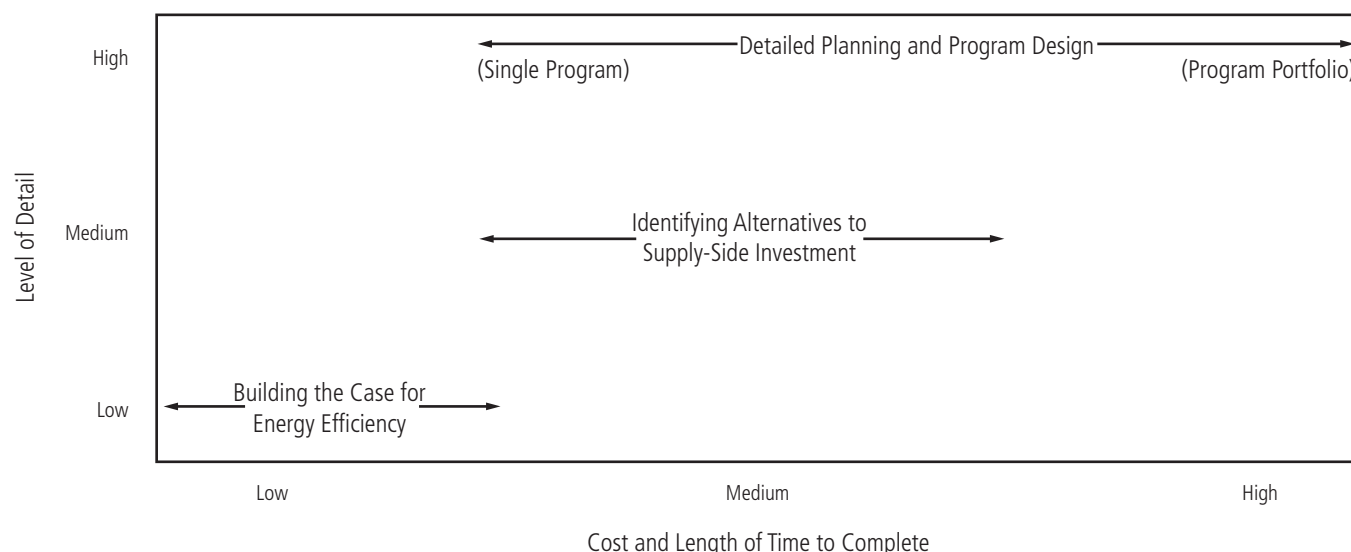 High
Detailed Planning and Program Design
(Single Program)
(Program Portfolio)
Level of Detail
Medium
Identifying Alternatives to
Supply-Side Investment
Low
Building the Case for
Energy Efficiency
Low
Medium
High
Cost and Length of Time to Complete